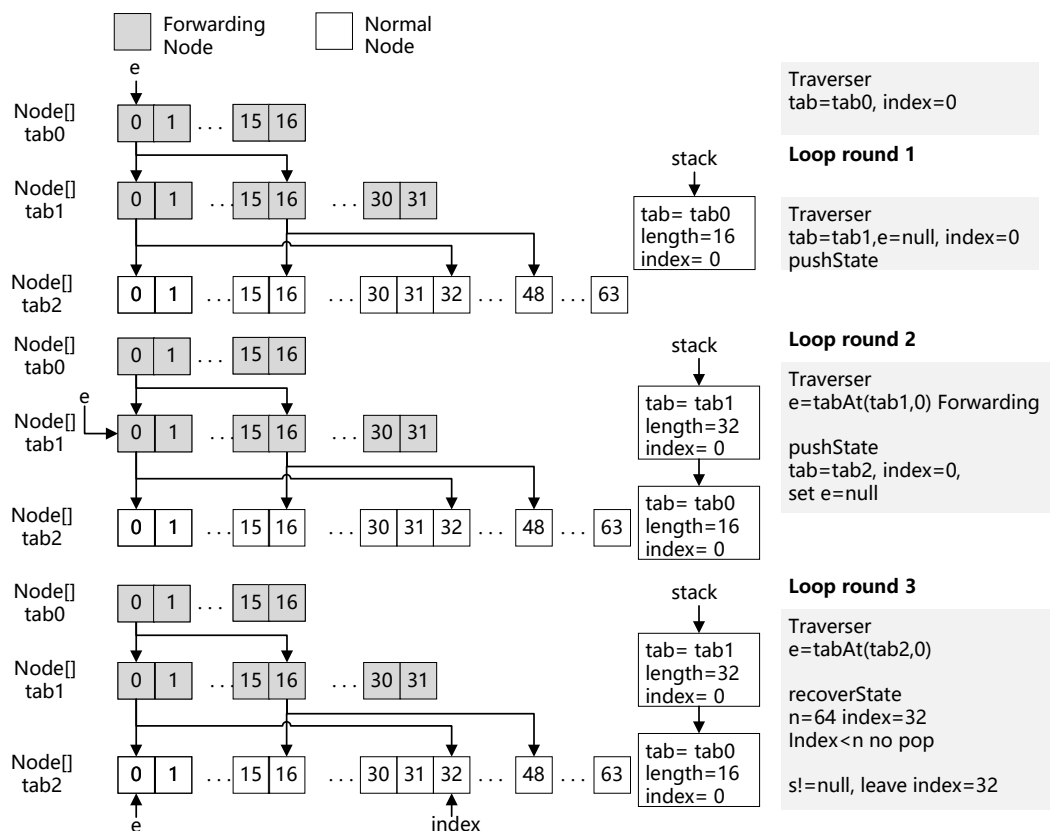 Forwarding
Node
Normal
Node
e
Node[]
tab0
0 1 ... 15 16
Node[]
tab1
0 1 ... 15 16 ... 30 31
Node[]
tab2
0 1 ... 15 16 ... 30 31 32 ... 48 ... 63
stack
tab= tab0
length=16
index= 0
Traverser
tab=tab0, index=0
Loop round 1
Traverser
tab=tab1,e=null, index=0
pushState
Node[]
tab0
0 1 ... 15 16
e
Node[]
tab1
0 1 ... 15 16 ... 30 31
Node[]
tab2
0 1 ... 15 16 ... 30 31 32 ... 48 ... 63
stack
tab= tab1
length=32
index= 0
tab= tab0
length=16
index= 0
Loop round 2
Traverser
e=tabAt(tab1,0) Forwarding
pushState
tab=tab2, index=0,
set e=null
Node[]
tab0
0 1 ... 15 16
Node[]
tab1
0 1 ... 15 16 ... 30 31
Node[]
tab2
0 1 ... 15 16 ... 30 31 32 ... 48 ... 63
e
index
stack
tab= tab1
length=32
index= 0
tab= tab0
length=16
index= 0
Loop round 3
Traverser
e=tabAt(tab2,0)
recoverState
n=64 index=32
Index<n no pop
s!=null, leave index=32